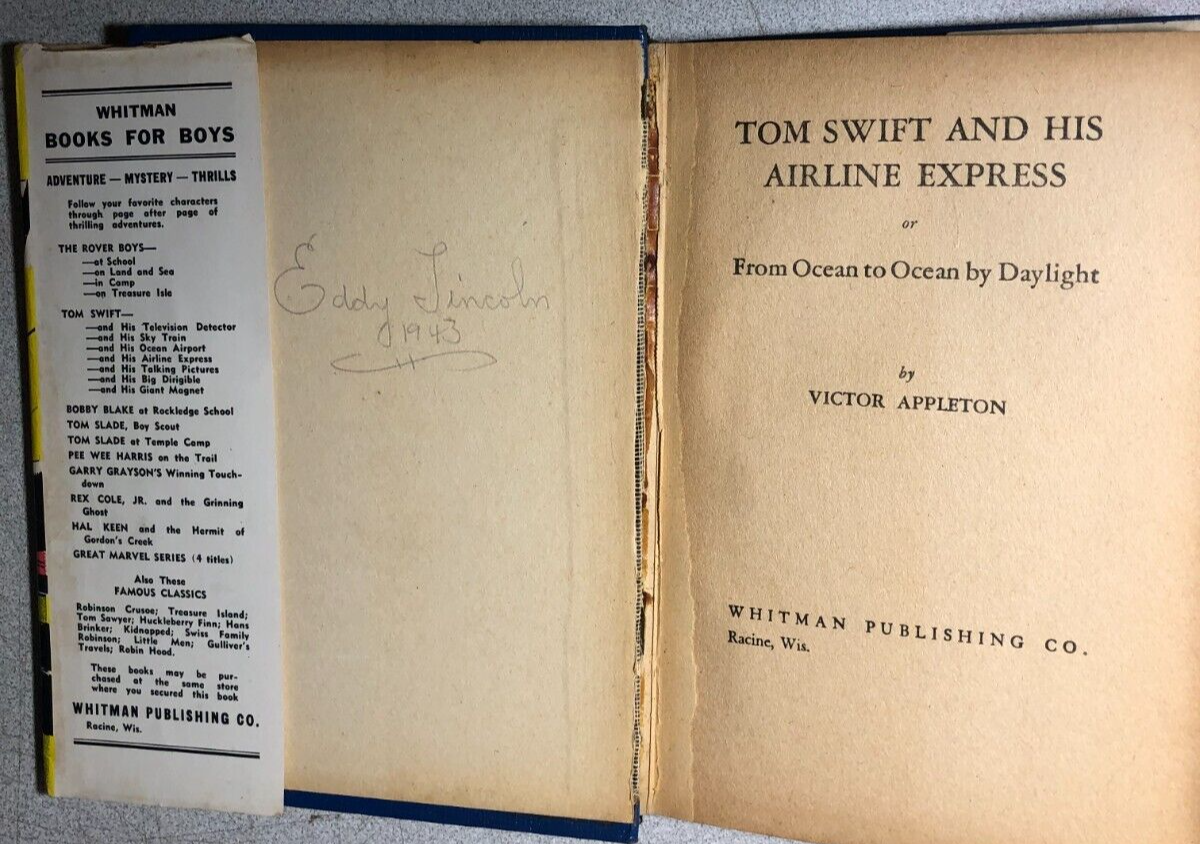 WHITMAN
BOOKS FOR BOYS
ADVENTURE — MYSTERY — THRILLS
Follow your favorite characters
through page after page of
thrilling adventures.
THE ROVER BOYS—
—at School
—on Land and Sea
—in Camp
—on Treasure Isle
TOM SWIFT—
—and His Television Detector
—and His Sky Train
—and His Ocean Airport
—and His Airline Express
—and His Talking Pictures
—and His Big Dirigible
—and His Giant Magnet
BOBBY BLAKE at Rockledge School
TOM SLADE, Boy Scout
TOM SLADE at Temple Camp
PEE WEE HARRIS on the Trail
GARRY GRAYSON'S Winning Touch-
down
REX COLE, JR. and the Grinning
Ghost
HAL KEEN and the Hermit of
Gordon's Creek
GREAT MARVEL SERIES (4 titles)
Also These
FAMOUS CLASSICS
Robinson Crusoe; Treasure Island;
Tom Sawyer; Huckleberry Finn; Hans
Brinker; Kidnapped; Swiss Family
Robinson; Little Men; Gulliver's
Travels; Robin Hood.
These books may be pur-
chased at the same store
where you secured this book
WHITMAN PUBLISHING CO.
Racine, Wis.
Eddy Lincoln
1943
TOM SWIFT AND HIS
AIRLINE EXPRESS
or
From Ocean to Ocean by Daylight
by
VICTOR APPLETON
WHITMAN PUBLISHING CO.
Racine, Wis.